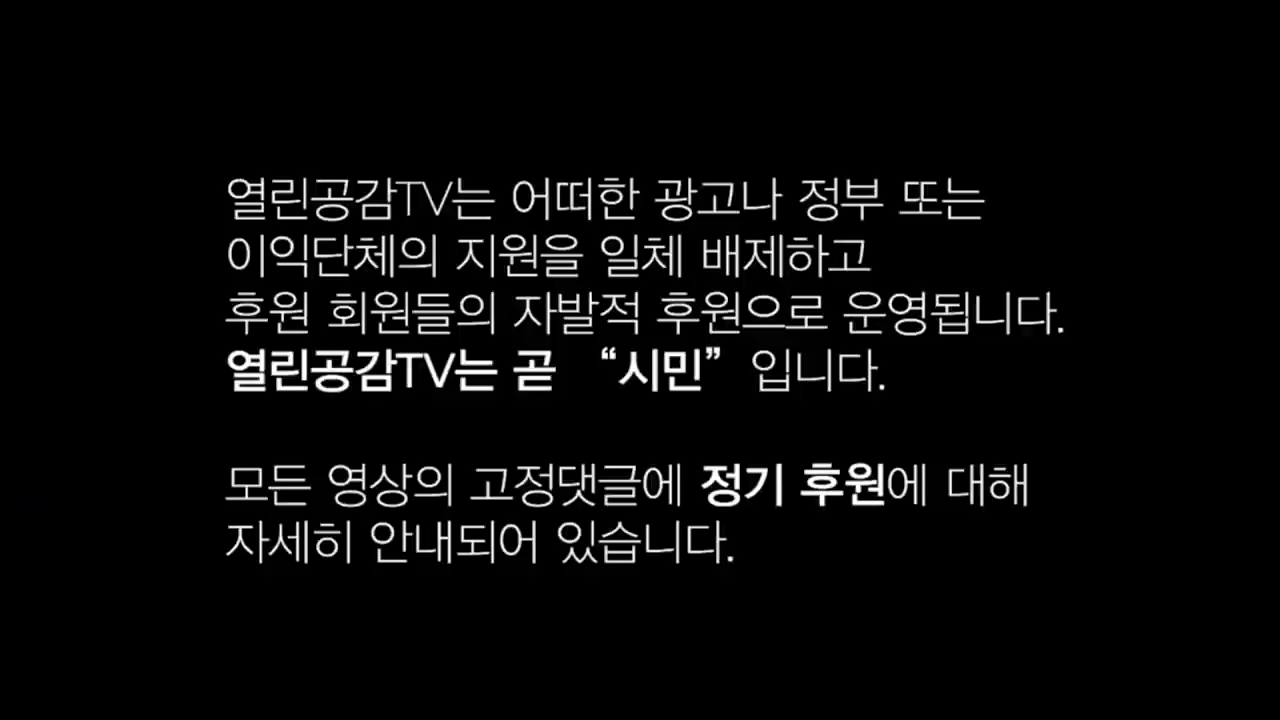 열린공감TV는 어떠한 광고나 정부 또는
이익단체의 지원을 일체 배제하고
후원 회원들의 자발적 후원으로 운영됩니다.
열린공감TV는 곧 “시민” 입니다.
모든 영상의 고정댓글에 정기 후원에 대해
자세히 안내되어 있습니다.